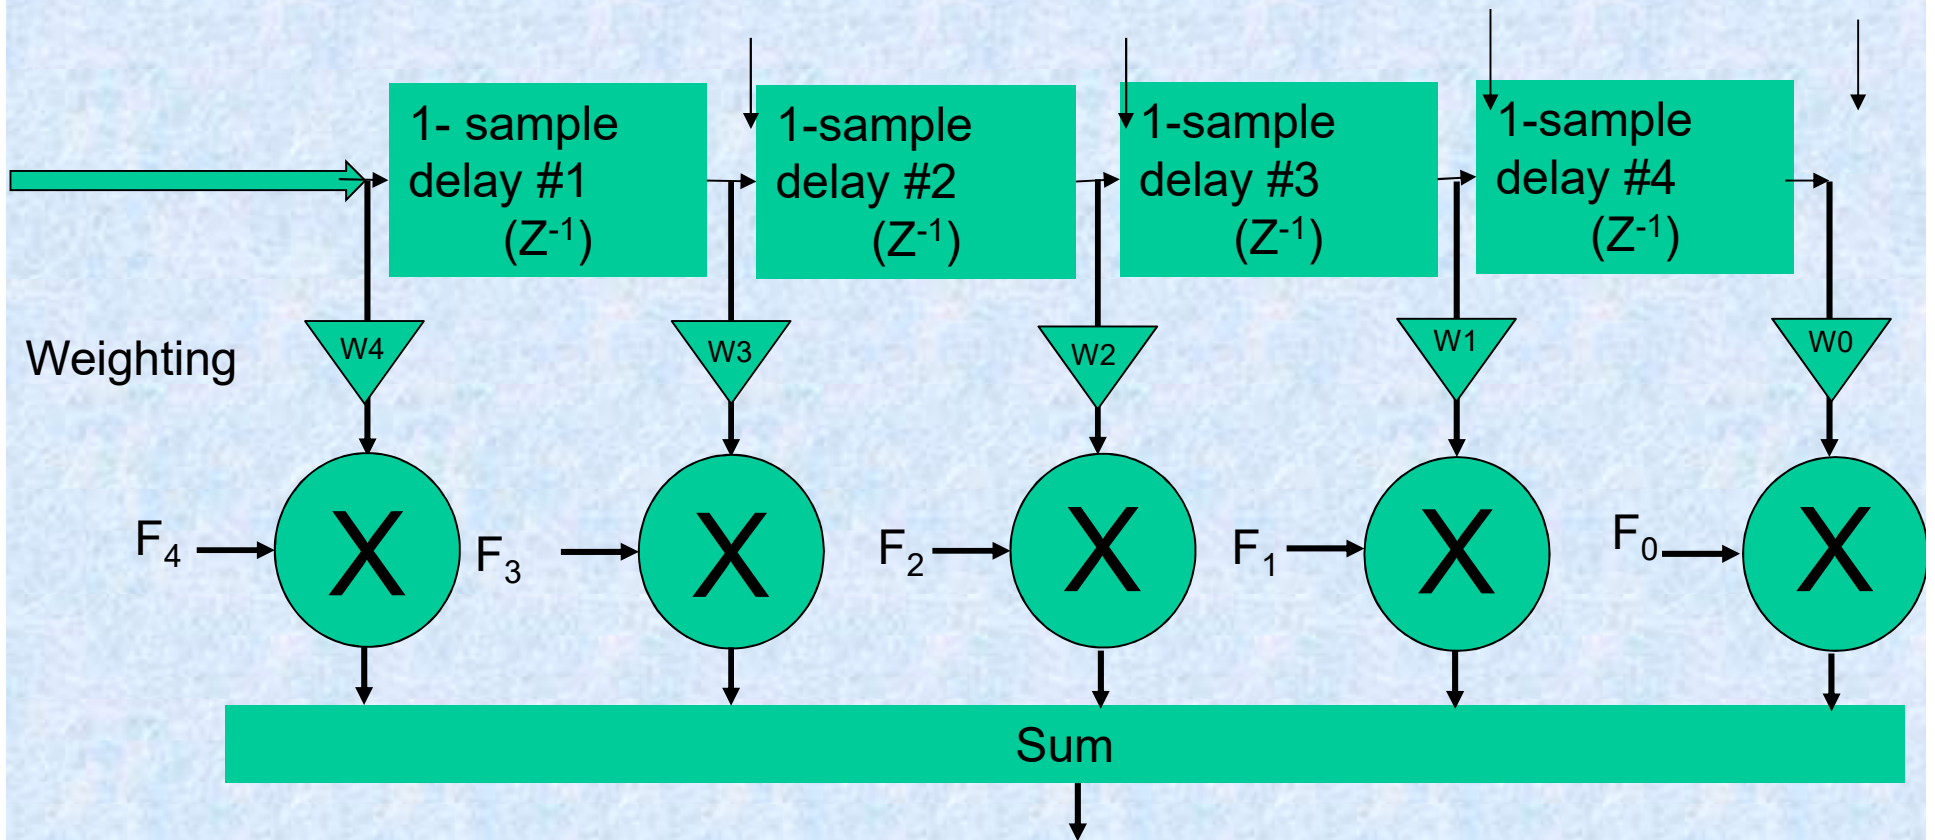 1- sample
delay #1
(Z⁻¹)
1-sample
delay #2
(Z⁻¹)
1-sample
delay #3
(Z⁻¹)
1-sample
delay #4
(Z⁻¹)
Weighting
W4
W3
W2
W1
W0
F₄
X
F₃
X
F₂
X
F₁
X
F₀
X
Sum